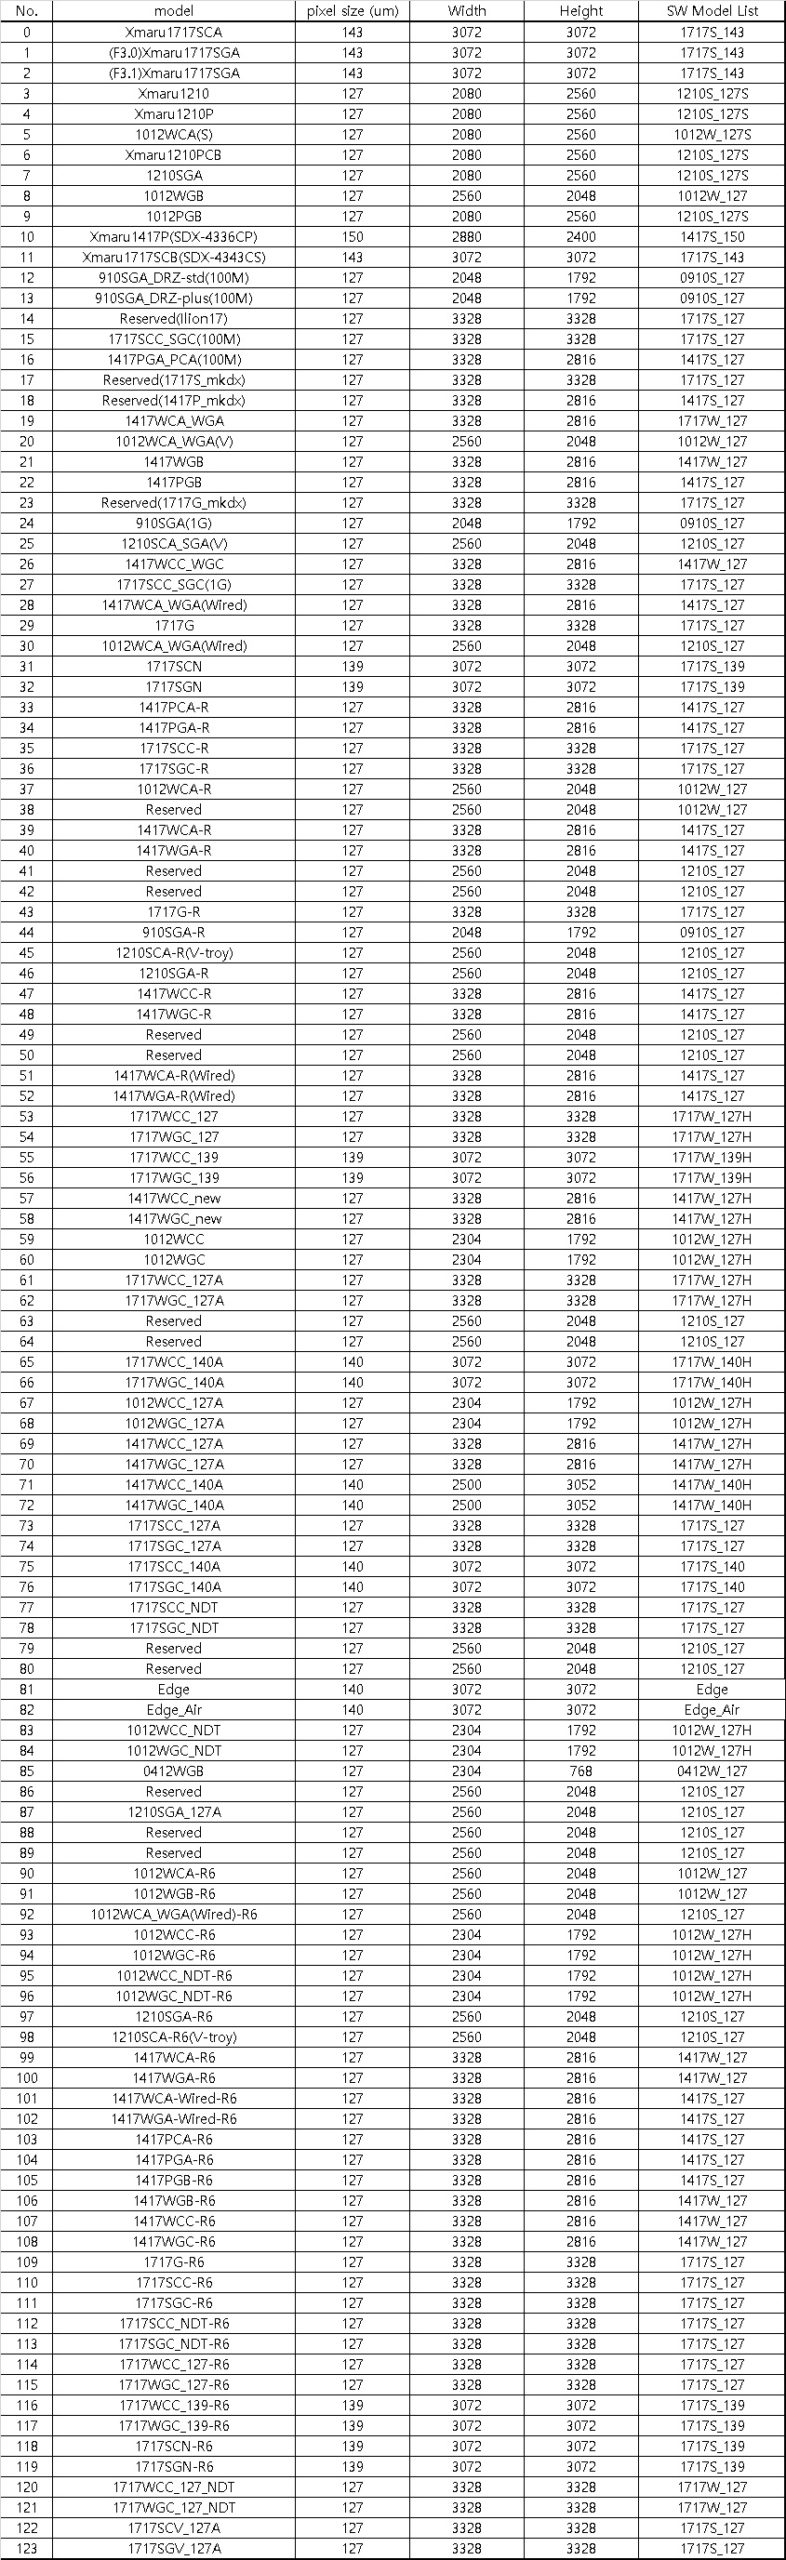 No. model pixel size (um) Width Height SW Model List
0 Xmaru1717SCA 143 3072 3072 1717S_143
1 (F3.0)Xmaru1717SGA 143 3072 3072 1717S_143
2 (F3.1)Xmaru1717SGA 143 3072 3072 1717S_143
3 Xmaru1210 127 2080 2560 1210S_127S
4 Xmaru1210P 127 2080 2560 1210S_127S
5 1012WCA(S) 127 2080 2560 1012W_127S
6 Xmaru1210PCB 127 2080 2560 1210S_127S
7 1210SGA 127 2080 2560 1210S_127S
8 1012WGB 127 2560 2048 1012W_127
9 1012PGB 127 2080 2560 1210S_127S
10 Xmaru1417P(SDX-4336CP) 150 2880 2400 1417S_150
11 Xmaru1717SCB(SDX-4343CS) 143 3072 3072 1717S_143
12 910SGA_DRZ-std(100M) 127 2048 1792 0910S_127
13 910SGA_DRZ-plus(100M) 127 2048 1792 0910S_127
14 Reserved(Ilion17) 127 3328 3328 1717S_127
15 1717SCC_SGC(100M) 127 3328 3328 1717S_127
16 1417PGA_PCA(100M) 127 3328 2816 1417S_127
17 Reserved(1717S_mkdx) 127 3328 3328 1717S_127
18 Reserved(1417P_mkdx) 127 3328 2816 1417S_127
19 1417WCA_WGA 127 3328 2816 1717W_127
20 1012WCA_WGA(V) 127 2560 2048 1012W_127
21 1417WGB 127 3328 2816 1417W_127
22 1417PGB 127 3328 2816 1417S_127
23 Reserved(1717G_mkdx) 127 3328 3328 1717S_127
24 910SGA(1G) 127 2048 1792 0910S_127
25 1210SCA_SGA(V) 127 2560 2048 1210S_127
26 1417WCC_WGC 127 3328 2816 1417W_127
27 1717SCC_SGC(1G) 127 3328 3328 1717S_127
28 1417WCA_WGA(Wired) 127 3328 2816 1417S_127
29 1717G 127 3328 3328 1717S_127
30 1012WCA_WGA(Wired) 127 2560 2048 1210S_127
31 1717SCN 139 3072 3072 1717S_139
32 1717SGN 139 3072 3072 1717S_139
33 1417PCA-R 127 3328 2816 1417S_127
34 1417PGA-R 127 3328 2816 1417S_127
35 1717SCC-R 127 3328 3328 1717S_127
36 1717SGC-R 127 3328 3328 1717S_127
37 1012WCA-R 127 2560 2048 1012W_127
38 Reserved 127 2560 2048 1012W_127
39 1417WCA-R 127 3328 2816 1417S_127
40 1417WGA-R 127 3328 2816 1417S_127
41 Reserved 127 2560 2048 1210S_127
42 Reserved 127 2560 2048 1210S_127
43 1717G-R 127 3328 3328 1717S_127
44 910SGA-R 127 2048 1792 0910S_127
45 1210SCA-R(V-troy) 127 2560 2048 1210S_127
46 1210SGA-R 127 2560 2048 1210S_127
47 1417WCC-R 127 3328 2816 1417S_127
48 1417WGC-R 127 3328 2816 1417S_127
49 Reserved 127 2560 2048 1210S_127
50 Reserved 127 2560 2048 1210S_127
51 1417WCA-R(Wired) 127 3328 2816 1417S_127
52 1417WGA-R(Wired) 127 3328 2816 1417S_127
53 1717WCC_127 127 3328 3328 1717W_127H
54 1717WGC_127 127 3328 3328 1717W_127H
55 1717WCC_139 139 3072 3072 1717W_139H
56 1717WGC_139 139 3072 3072 1717W_139H
57 1417WCC_new 127 3328 2816 1417W_127H
58 1417WGC_new 127 3328 2816 1417W_127H
59 1012WCC 127 2304 1792 1012W_127H
60 1012WGC 127 2304 1792 1012W_127H
61 1717WCC_127A 127 3328 3328 1717W_127H
62 1717WGC_127A 127 3328 3328 1717W_127H
63 Reserved 127 2560 2048 1210S_127
64 Reserved 127 2560 2048 1210S_127
65 1717WCC_140A 140 3072 3072 1717W_140H
66 1717WGC_140A 140 3072 3072 1717W_140H
67 1012WCC_127A 127 2304 1792 1012W_127H
68 1012WGC_127A 127 2304 1792 1012W_127H
69 1417WCC_127A 127 3328 2816 1417W_127H
70 1417WGC_127A 127 3328 2816 1417W_127H
71 1417WCC_140A 140 2500 3052 1417W_140H
72 1417WGC_140A 140 2500 3052 1417W_140H
73 1717SCC_127A 127 3328 3328 1717S_127
74 1717SGC_127A 127 3328 3328 1717S_127
75 1717SCC_140A 140 3072 3072 1717S_140
76 1717SGC_140A 140 3072 3072 1717S_140
77 1717SCC_NDT 127 3328 3328 1717S_127
78 1717SGC_NDT 127 3328 3328 1717S_127
79 Reserved 127 2560 2048 1210S_127
80 Reserved 127 2560 2048 1210S_127
81 Edge 140 3072 3072 Edge
82 Edge_Air 140 3072 3072 Edge_Air
83 1012WCC_NDT 127 2304 1792 1012W_127H
84 1012WGC_NDT 127 2304 1792 1012W_127H
85 0412WGB 127 2304 768 0412W_127
86 Reserved 127 2560 2048 1210S_127
87 1210SGA_127A 127 2560 2048 1210S_127
88 Reserved 127 2560 2048 1210S_127
89 Reserved 127 2560 2048 1210S_127
90 1012WCA-R6 127 2560 2048 1012W_127
91 1012WGB-R6 127 2560 2048 1012W_127
92 1012WCA_WGA(Wired)-R6 127 2560 2048 1210S_127
93 1012WCC-R6 127 2304 1792 1012W_127H
94 1012WGC-R6 127 2304 1792 1012W_127H
95 1012WCC_NDT-R6 127 2304 1792 1012W_127H
96 1012WGC_NDT-R6 127 2304 1792 1012W_127H
97 1210SGA-R6 127 2560 2048 1210S_127
98 1210SCA-R6(V-troy) 127 2560 2048 1210S_127
99 1417WCA-R6 127 3328 2816 1417W_127
100 1417WGA-R6 127 3328 2816 1417W_127
101 1417WCA-Wired-R6 127 3328 2816 1417S_127
102 1417WGA-Wired-R6 127 3328 2816 1417S_127
103 1417PCA-R6 127 3328 2816 1417S_127
104 1417PGA-R6 127 3328 2816 1417S_127
105 1417PGB-R6 127 3328 2816 1417S_127
106 1417WGB-R6 127 3328 2816 1417W_127
107 1417WCC-R6 127 3328 2816 1417W_127
108 1417WGC-R6 127 3328 2816 1417W_127
109 1717G-R6 127 3328 3328 1717S_127
110 1717SCC-R6 127 3328 3328 1717S_127
111 1717SGC-R6 127 3328 3328 1717S_127
112 1717SCC_NDT-R6 127 3328 3328 1717S_127
113 1717SGC_NDT-R6 127 3328 3328 1717S_127
114 1717WCC_127-R6 127 3328 3328 1717S_127
115 1717WGC_127-R6 127 3328 3328 1717S_127
116 1717WCC_139-R6 139 3072 3072 1717S_139
117 1717WGC_139-R6 139 3072 3072 1717S_139
118 1717SCN-R6 139 3072 3072 1717S_139
119 1717SGN-R6 139 3072 3072 1717S_139
120 1717WCC_127_NDT 127 3328 3328 1717W_127
121 1717WGC_127_NDT 127 3328 3328 1717W_127
122 1717SCV_127A 127 3328 3328 1717S_127
123 1717SGV_127A 127 3328 3328 1717S_127